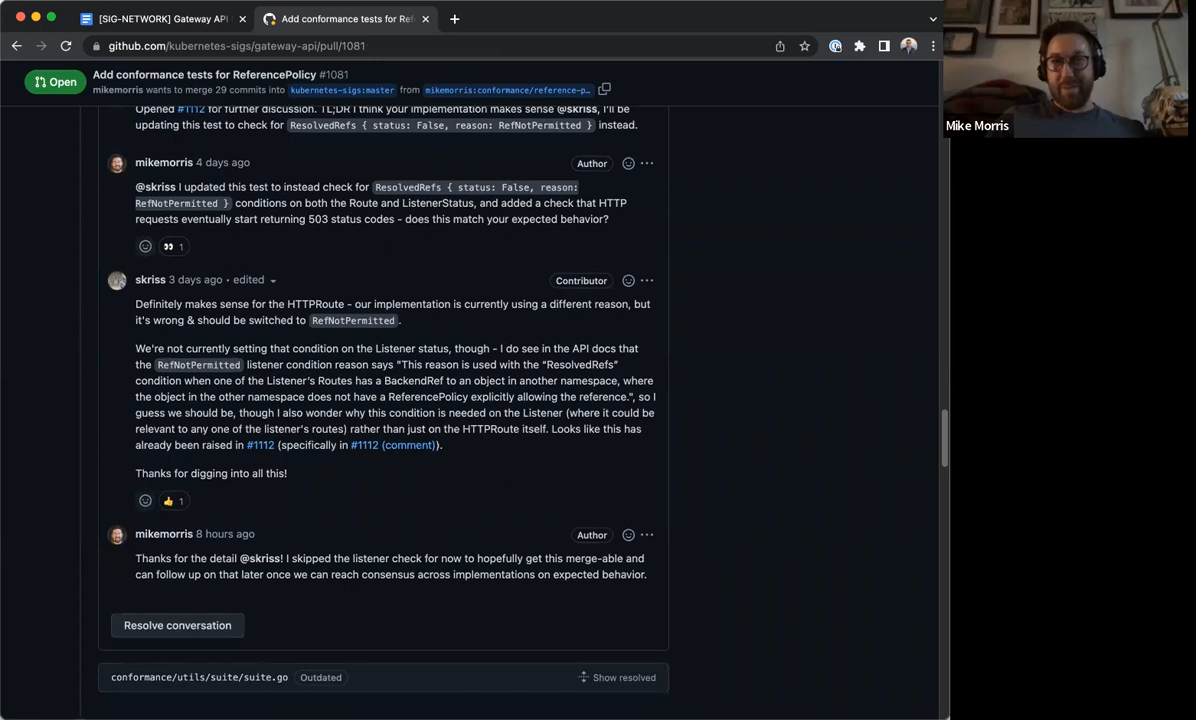 [SIG-NETWORK] Gateway API
Add conformance tests for Ref
github.com/kubernetes-sigs/gateway-api/pull/1081
Open
Add conformance tests for ReferencePolicy #1081
mikemorris wants to merge 29 commits into kubernetes-sigs:master from mikemorris:conformance/reference-p…
Opened #1112 for further discussion. TL;DR I think your implementation makes sense @skriss, I'll be
updating this test to check for ResolvedRefs { status: False, reason: RefNotPermitted } instead.
mikemorris 4 days ago
Author
@skriss I updated this test to instead check for ResolvedRefs { status: False, reason:
RefNotPermitted } conditions on both the Route and ListenerStatus, and added a check that HTTP
requests eventually start returning 503 status codes - does this match your expected behavior?
1
skriss 3 days ago • edited
Contributor
Definitely makes sense for the HTTPRoute - our implementation is currently using a different reason, but
it's wrong & should be switched to RefNotPermitted.
We're not currently setting that condition on the Listener status, though - I do see in the API docs that
the RefNotPermitted listener condition reason says "This reason is used with the “ResolvedRefs”
condition when one of the Listener's Routes has a BackendRef to an object in another namespace, where
the object in the other namespace does not have a ReferencePolicy explicitly allowing the reference.", so I
guess we should be, though I also wonder why this condition is needed on the Listener (where it could be
relevant to any one of the listener's routes) rather than just on the HTTPRoute itself. Looks like this has
already been raised in #1112 (specifically in #1112 (comment)).
Thanks for digging into all this!
1
mikemorris 8 hours ago
Author
Thanks for the detail @skriss! I skipped the listener check for now to hopefully get this merge-able and
can follow up on that later once we can reach consensus across implementations on expected behavior.
Resolve conversation
conformance/utils/suite/suite.go
Outdated
Show resolved
Mike Morris